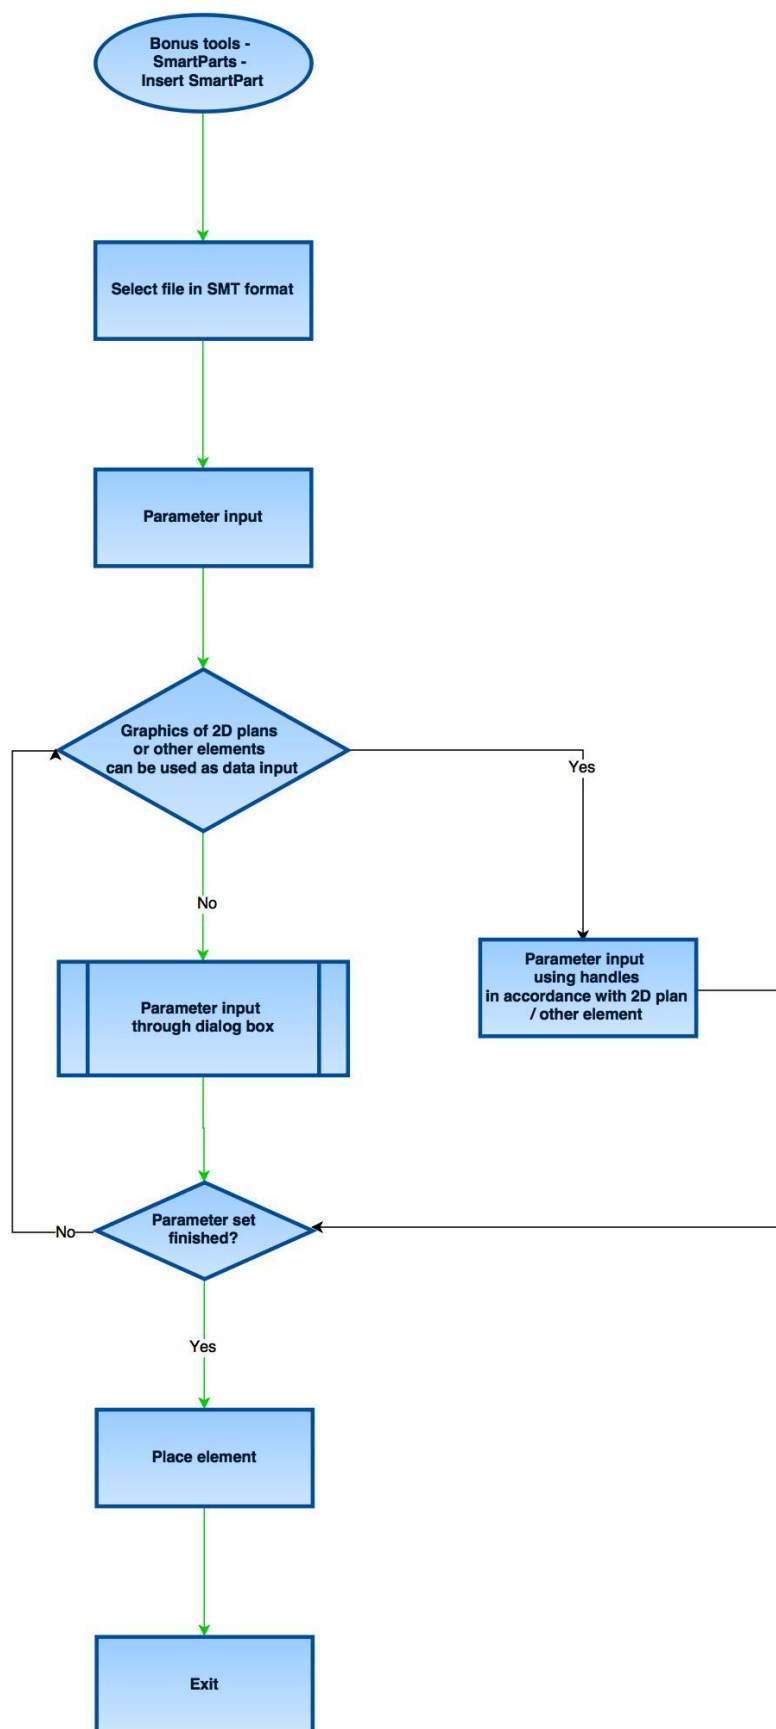 Bonus tools -
SmartParts -
Insert SmartPart
Select file in SMT format
Parameter input
Graphics of 2D plans
or other elements
can be used as data input
Yes
No
Parameter input
through dialog box
Parameter input
using handles
in accordance with 2D plan
/ other element
Parameter set
finished?
No
Yes
Place element
Exit